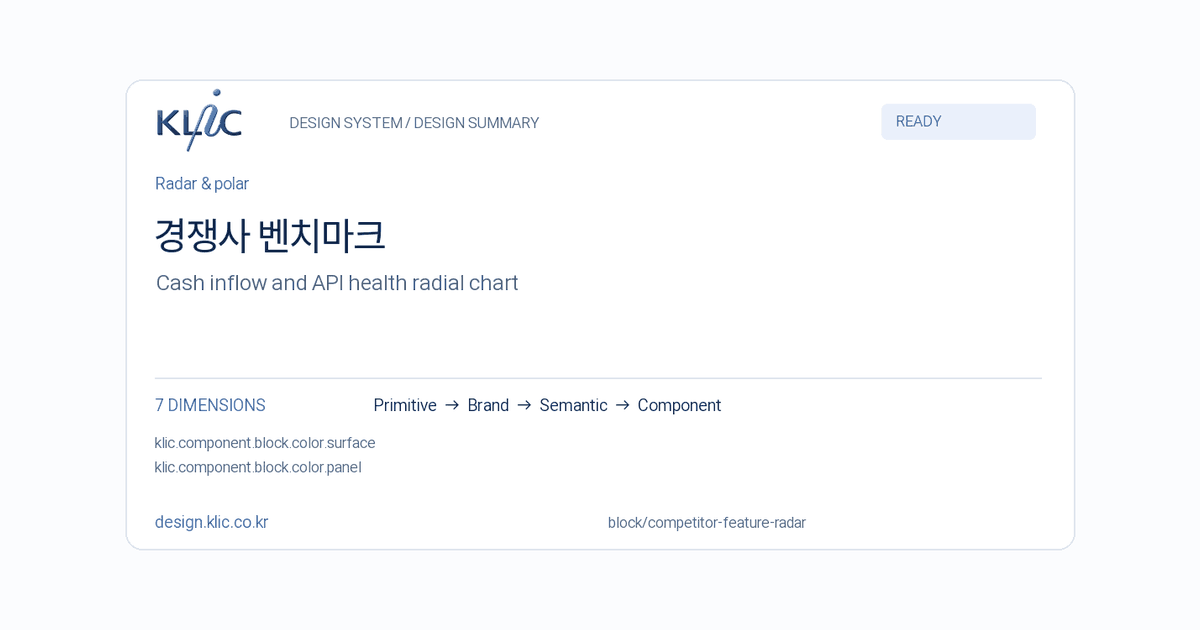 KLiC
DESIGN SYSTEM / DESIGN SUMMARY
READY
Radar & polar
경쟁사 벤치마크
Cash inflow and API health radial chart
7 DIMENSIONS
Primitive → Brand → Semantic → Component
klic.component.block.color.surface
klic.component.block.color.panel
design.klic.co.kr
block/competitor-feature-radar